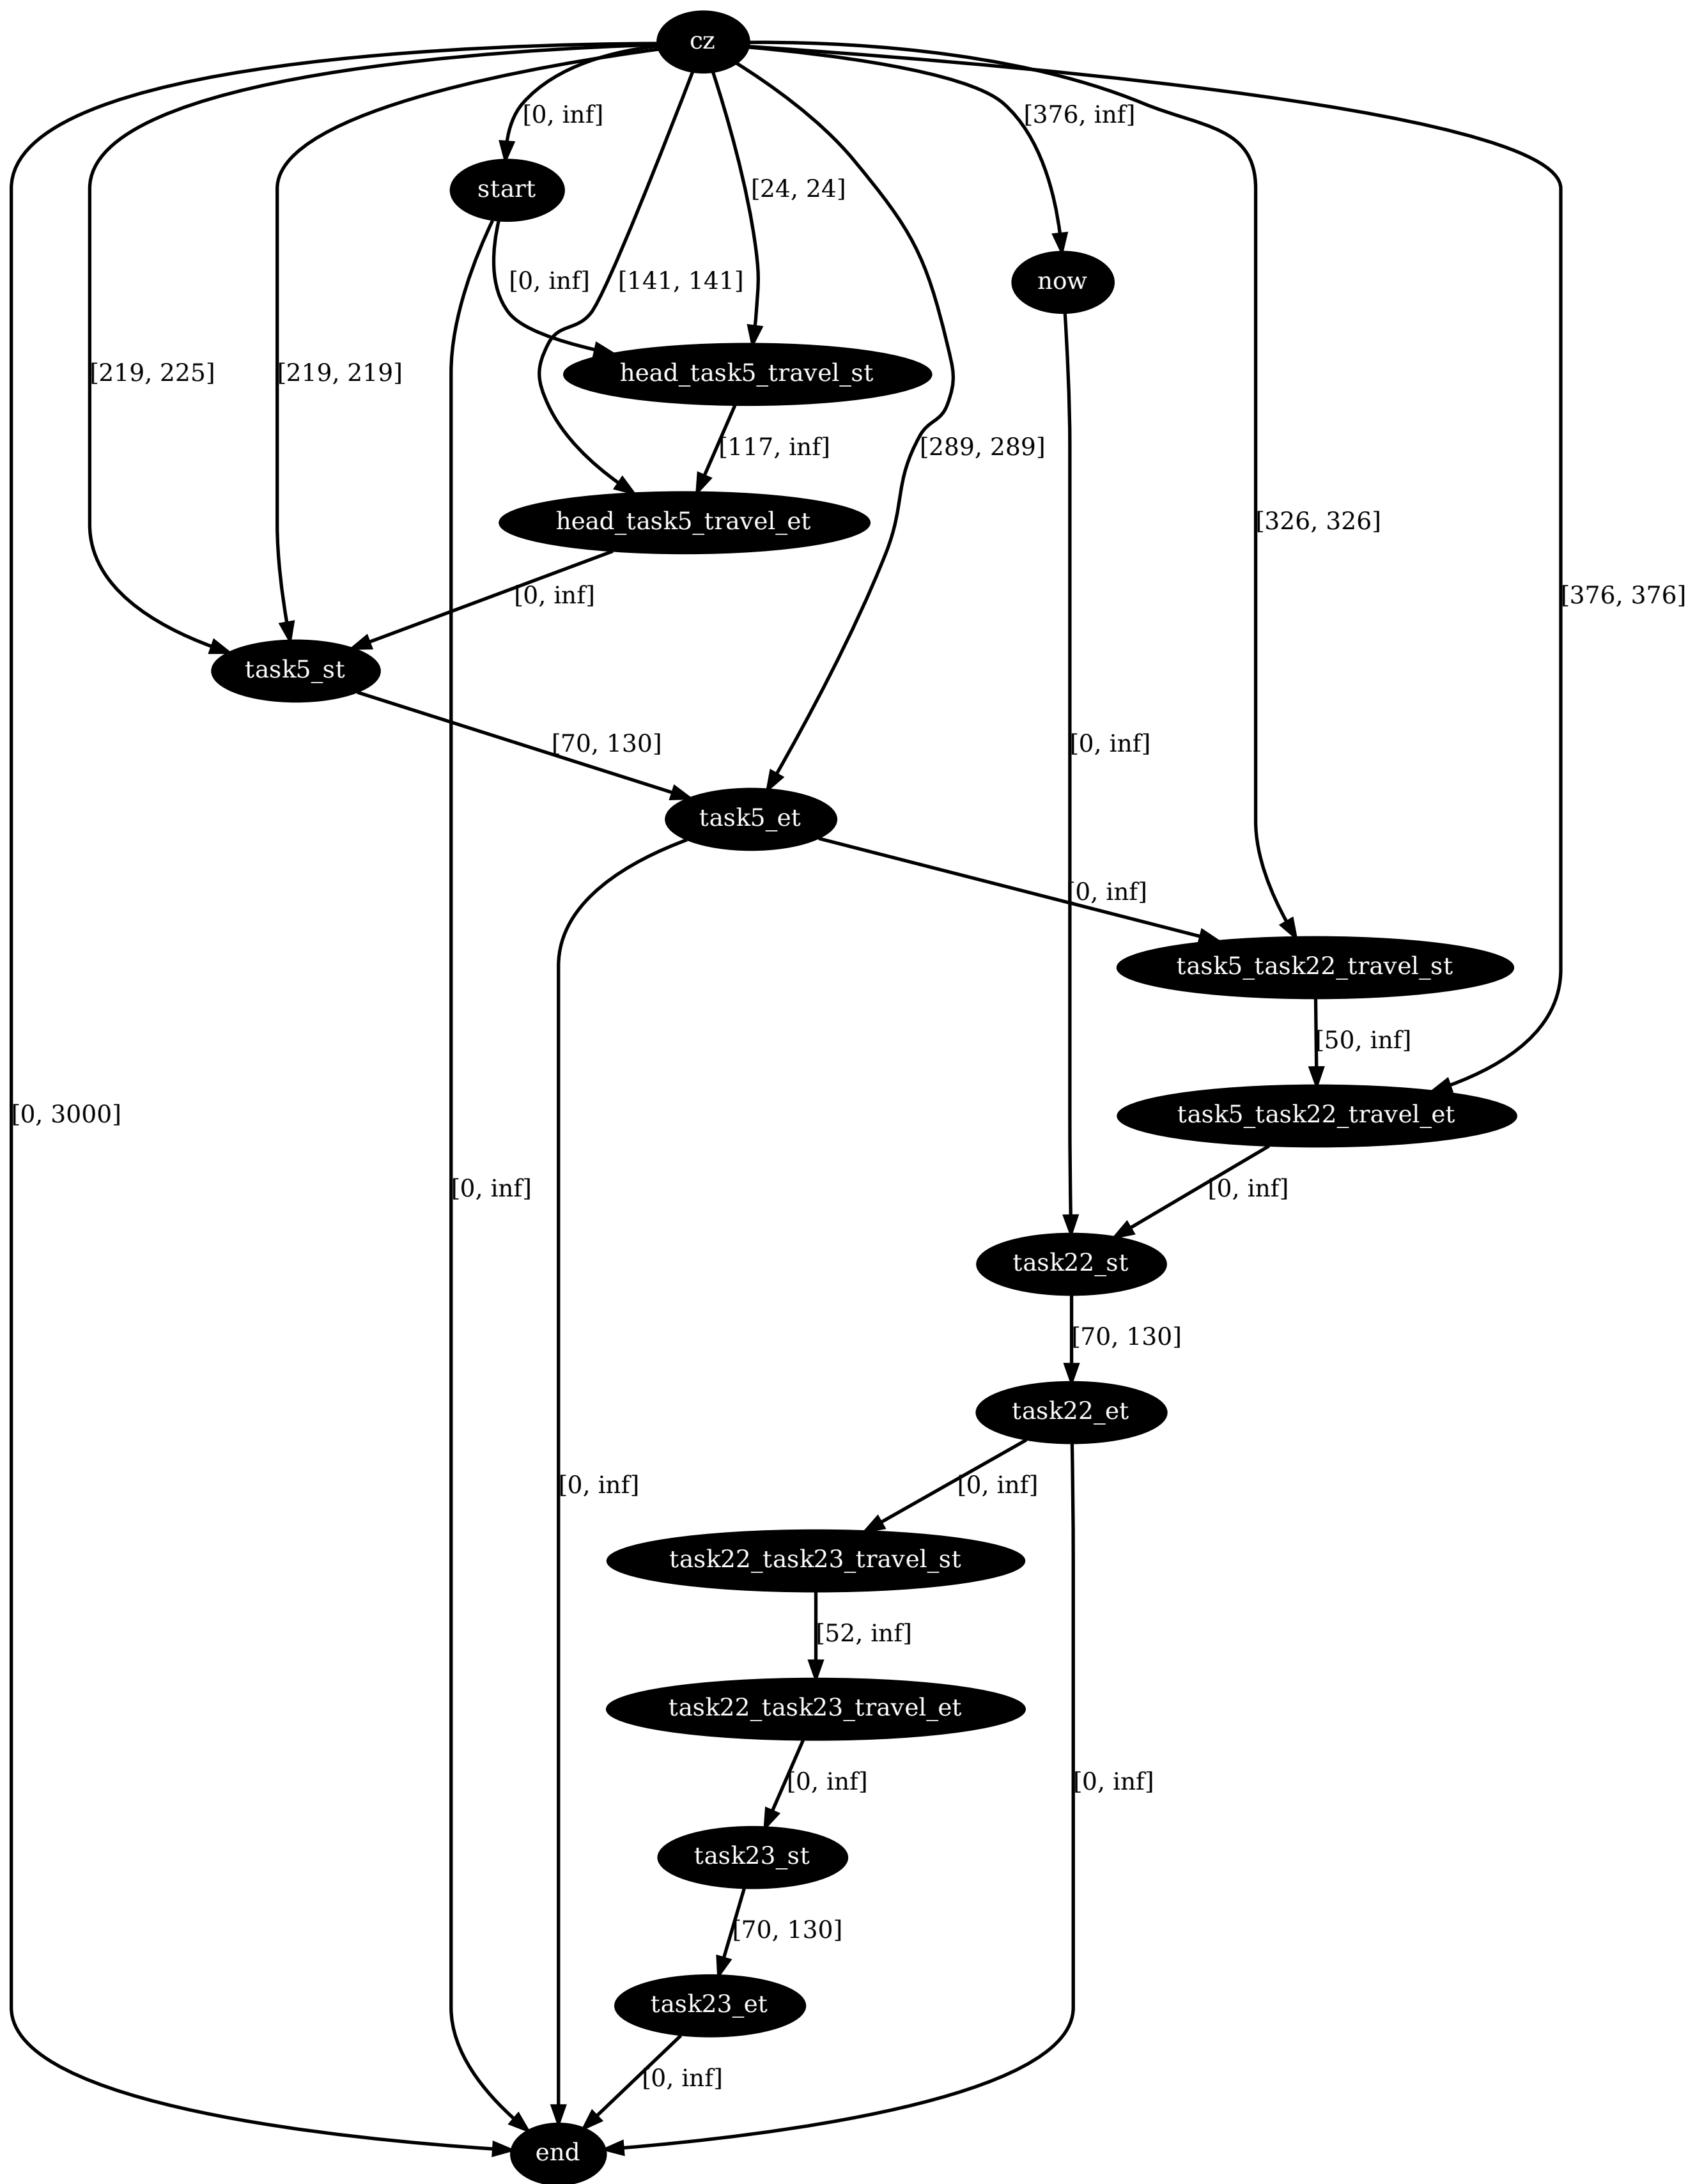 cz
[0, inf]
[376, inf]
start
[24, 24]
now
[0, inf]
[141, 141]
[219, 225]
[219, 219]
head_task5_travel_st
[117, inf]
[289, 289]
head_task5_travel_et
[326, 326]
[0, inf]
[376, 376]
task5_st
[70, 130]
[0, inf]
task5_et
[0, inf]
task5_task22_travel_st
[50, inf]
[0, 3000]
task5_task22_travel_et
[0, inf]
[0, inf]
task22_st
[70, 130]
task22_et
[0, inf]
[0, inf]
task22_task23_travel_st
[52, inf]
task22_task23_travel_et
[0, inf]
[0, inf]
task23_st
[70, 130]
task23_et
[0, inf]
end